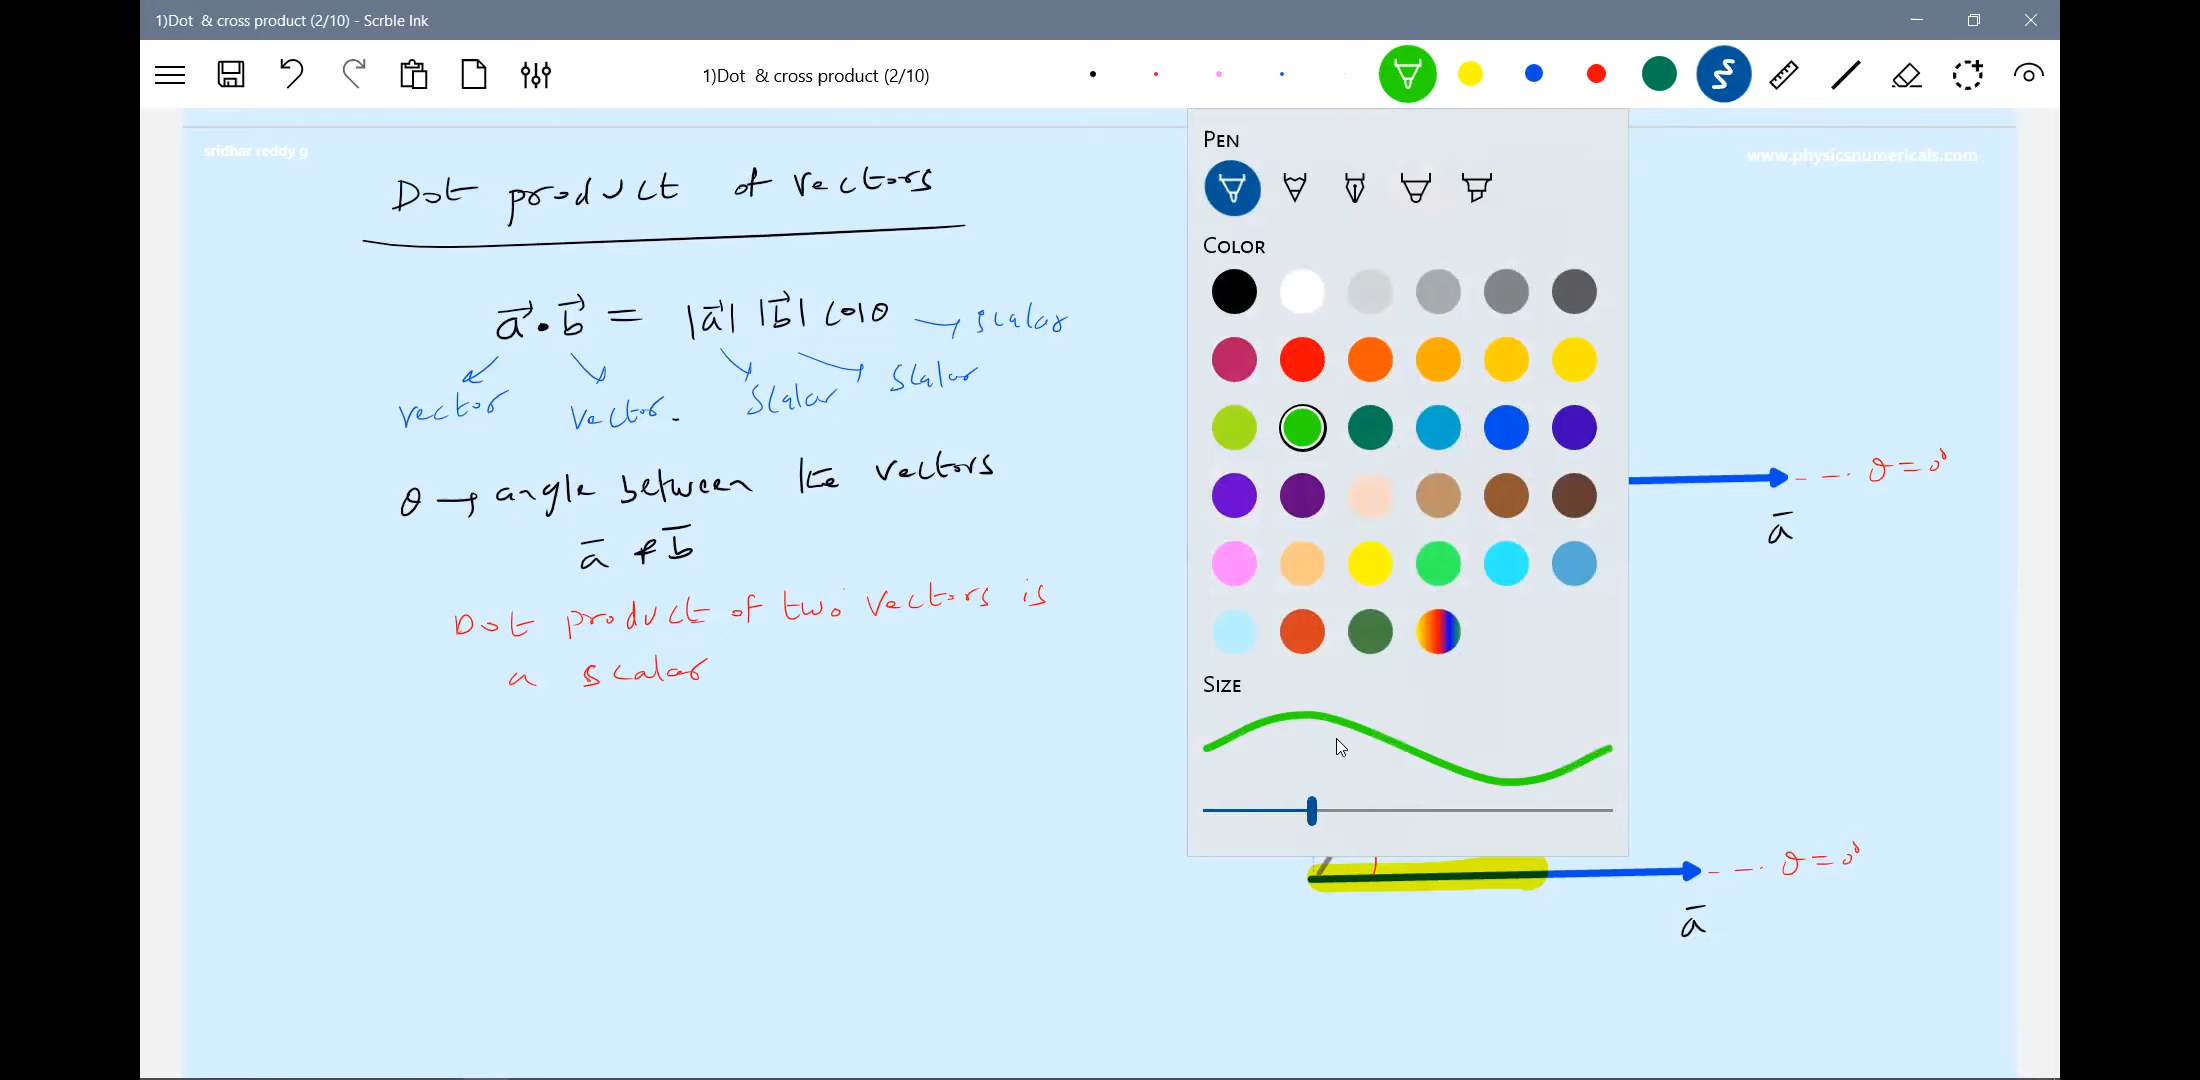 1)Dot & cross product (2/10) - Scrble Ink
1)Dot & cross product (2/10)
sridhar reddy g
www.physicsnumericals.com
Dot product of vectors
a⃗ • b⃗ = |a⃗| |b⃗| cosθ → scalar
vector vector. scalar scalar
θ → angle between the vectors
a̅ & b̅
Dot product of two vectors is
a scalar
PEN
COLOR
SIZE
θ = 0°
a̅
θ = 0°
a̅